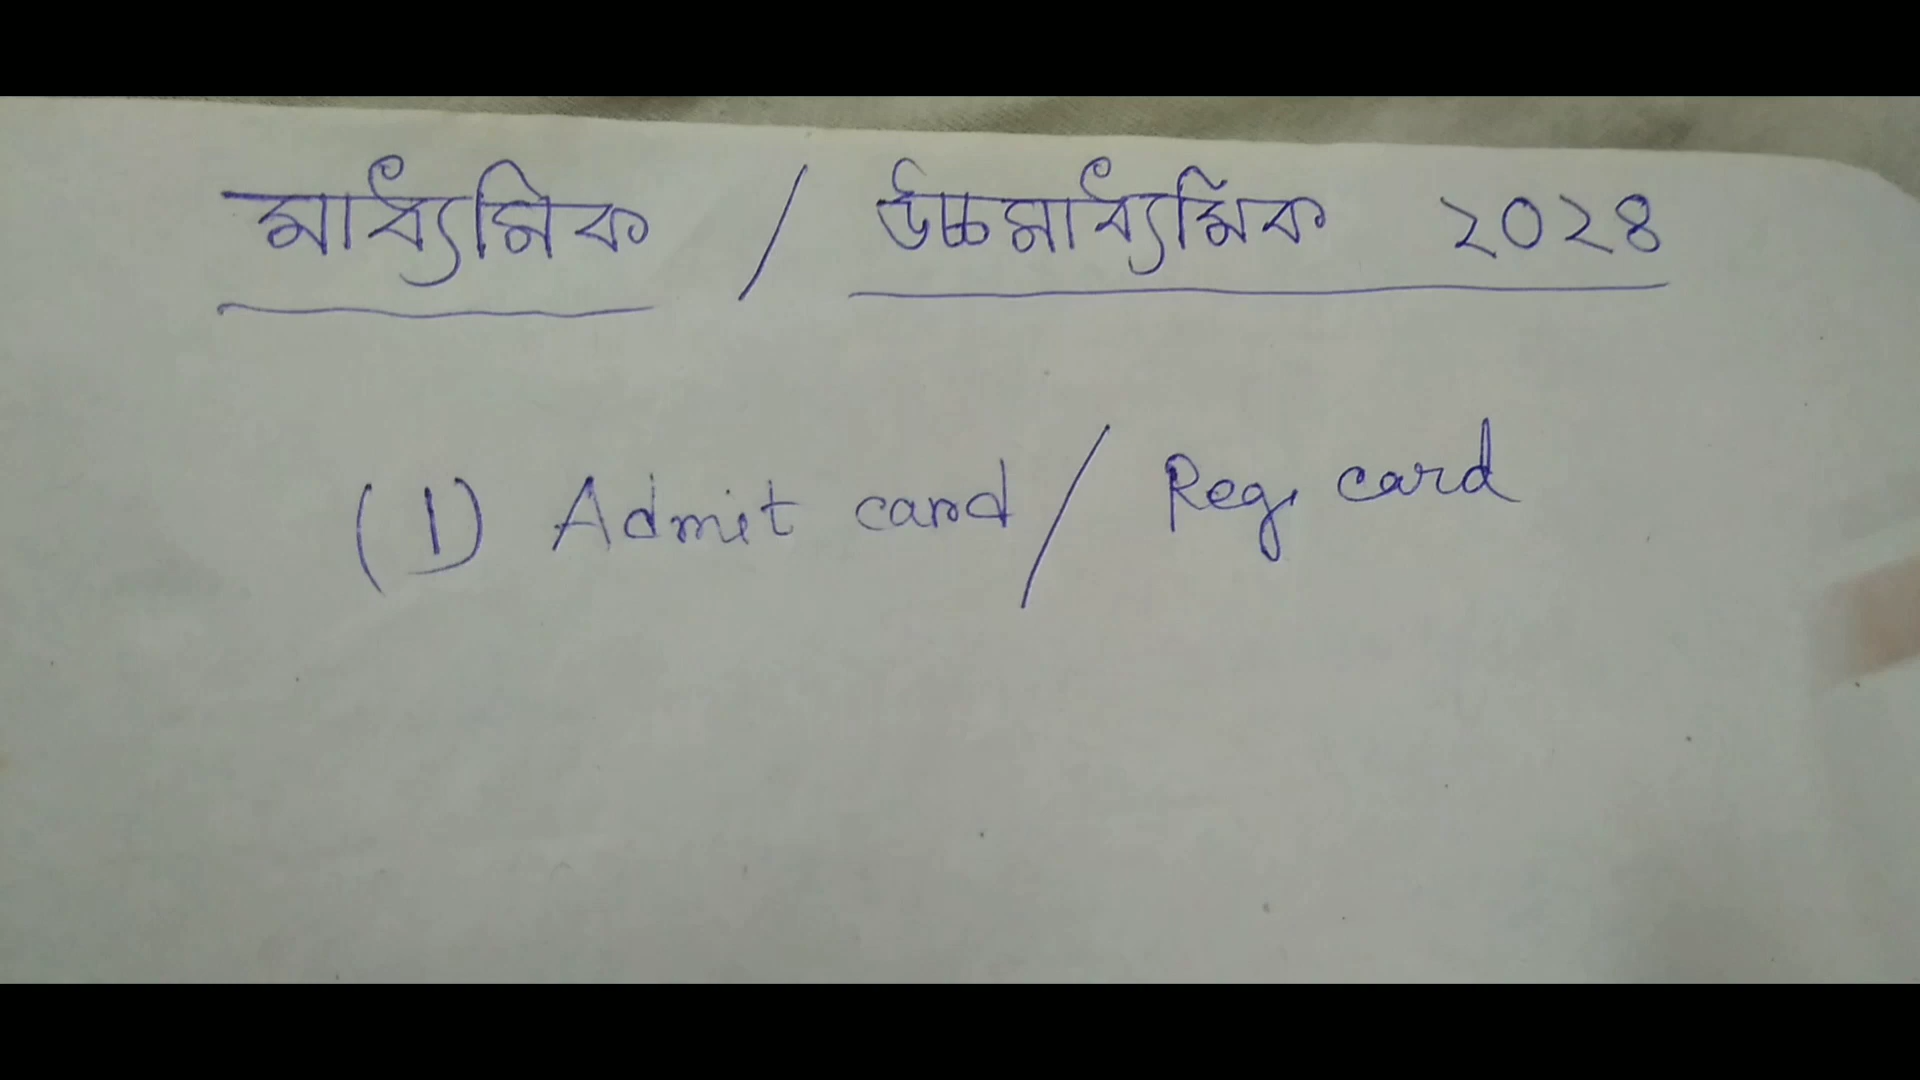 মাধ্যমিক / উচ্চমাধ্যমিক ২০২৪
(1) Admit card / Reg. card